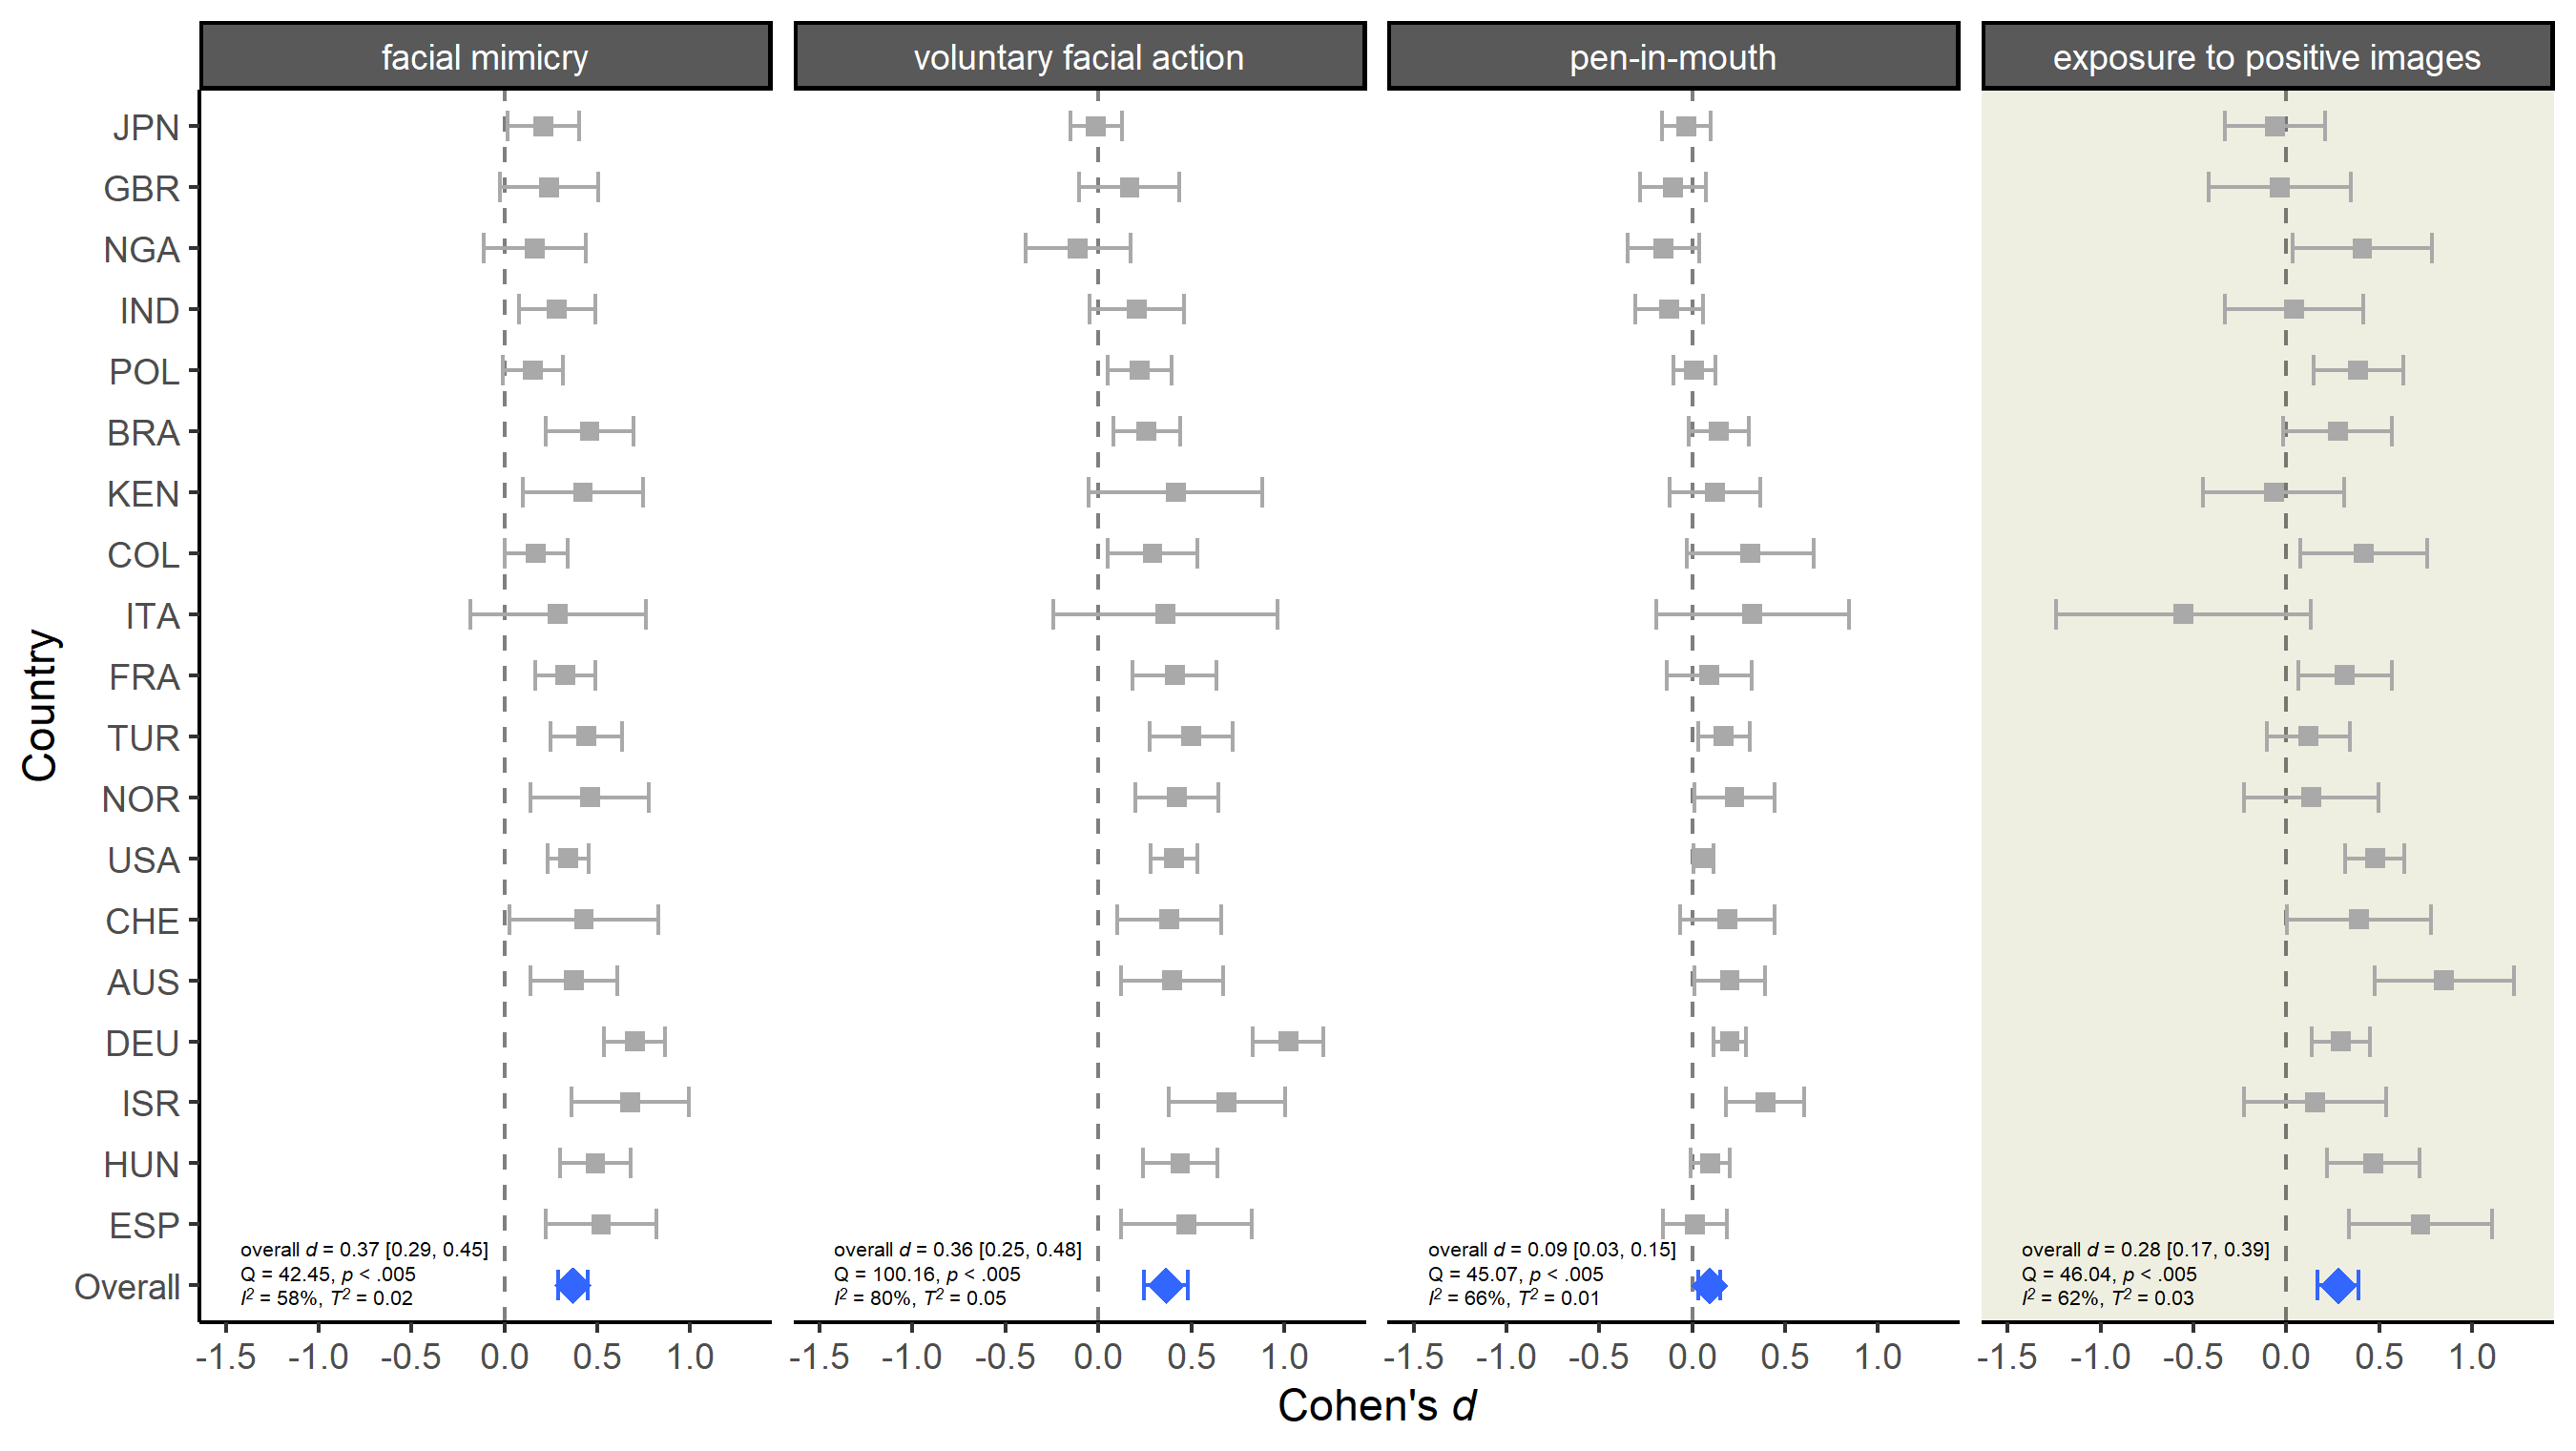 facial mimicry
voluntary facial action
pen-in-mouth
exposure to positive images
Country
JPN
GBR
NGA
IND
POL
BRA
KEN
COL
ITA
FRA
TUR
NOR
USA
CHE
AUS
DEU
ISR
HUN
ESP
Overall
overall d = 0.37 [0.29, 0.45]
Q = 42.45, p < .005
I² = 58%, T² = 0.02
overall d = 0.36 [0.25, 0.48]
Q = 100.16, p < .005
I² = 80%, T² = 0.05
overall d = 0.09 [0.03, 0.15]
Q = 45.07, p < .005
I² = 66%, T² = 0.01
overall d = 0.28 [0.17, 0.39]
Q = 46.04, p < .005
I² = 62%, T² = 0.03
-1.5 -1.0 -0.5 0.0 0.5 1.0
-1.5 -1.0 -0.5 0.0 0.5 1.0
-1.5 -1.0 -0.5 0.0 0.5 1.0
-1.5 -1.0 -0.5 0.0 0.5 1.0
Cohen's d